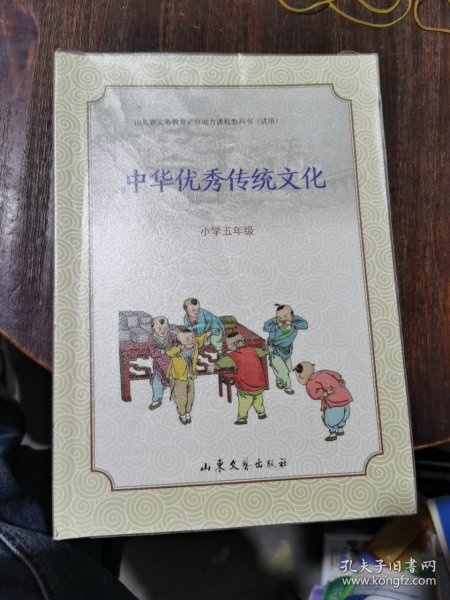 山东省义务教育必修地方课程教科书（试用）
中华优秀传统文化
小学五年级
山东文艺出版社
孔夫子旧书网
www.kongfz.com